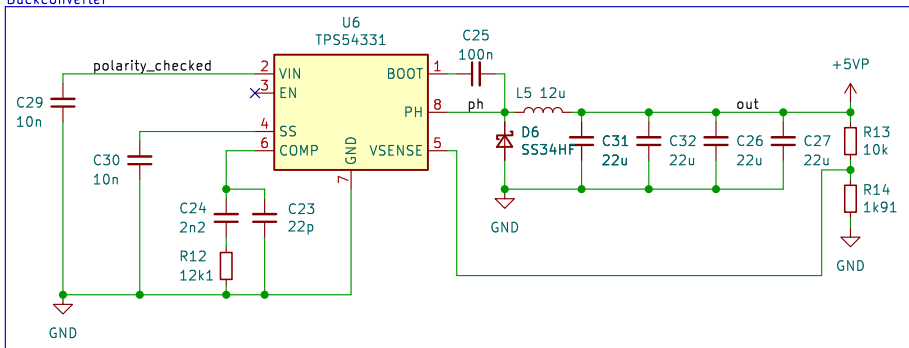 Buckconverter
U6
TPS54331
C25
100n
+5VP
polarity_checked
2
VIN
BOOT
1
3
EN
C29
10n
L5 12u
ph
out
PH
8
D6
SS34HF
C31
22u
C32
22u
C26
22u
C27
22u
R13
10k
4
SS
6
COMP
GND
7
VSENSE
5
C30
10n
R14
1k91
C24
2n2
C23
22p
GND
R12
12k1
GND
GND